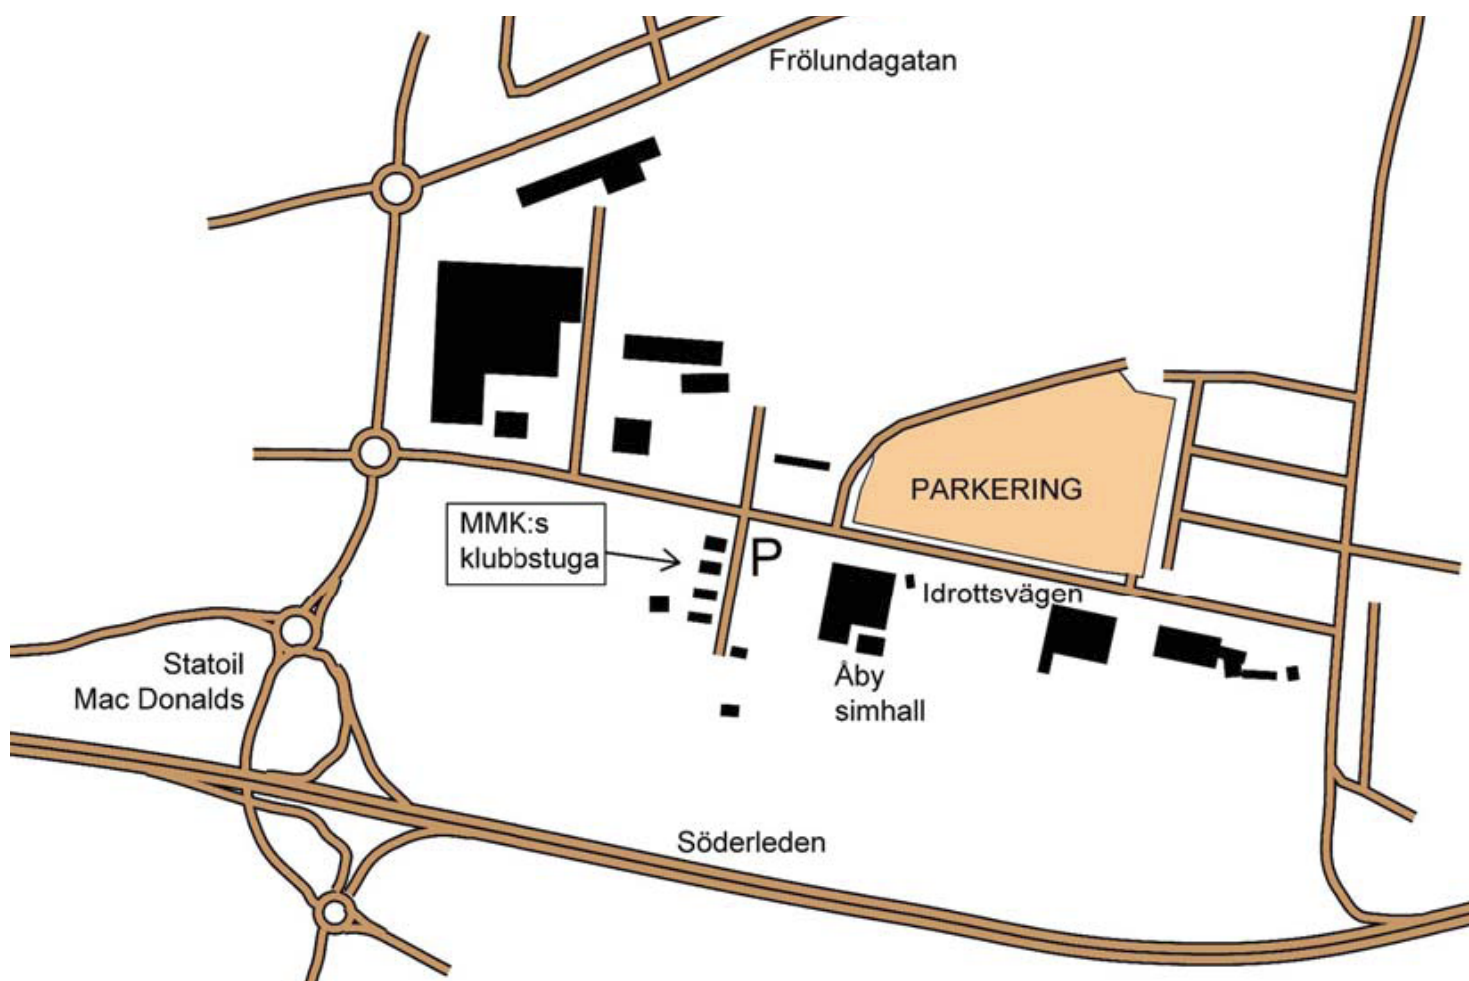 Frölundagatan
PARKERING
MMK:s
klubbstuga
P
Idrottsvägen
Statoil
Mac Donalds
Åby
simhall
Söderleden